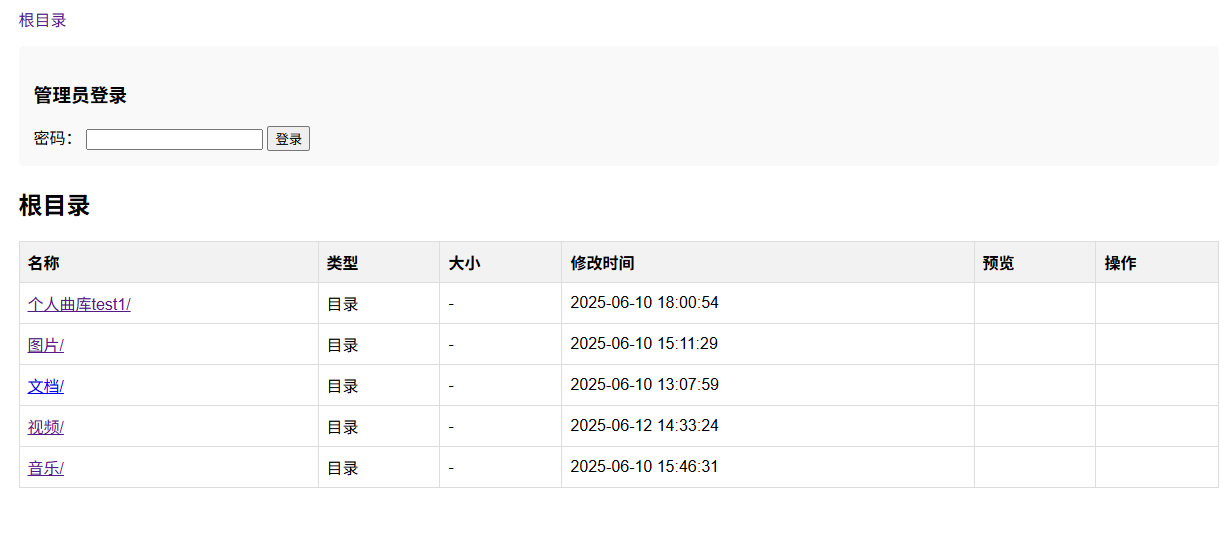 根目录
管理员登录
密码： 登录
根目录
名称 类型 大小 修改时间 预览 操作
个人曲库test1/ 目录 - 2025-06-10 18:00:54
图片/ 目录 - 2025-06-10 15:11:29
文档/ 目录 - 2025-06-10 13:07:59
视频/ 目录 - 2025-06-12 14:33:24
音乐/ 目录 - 2025-06-10 15:46:31